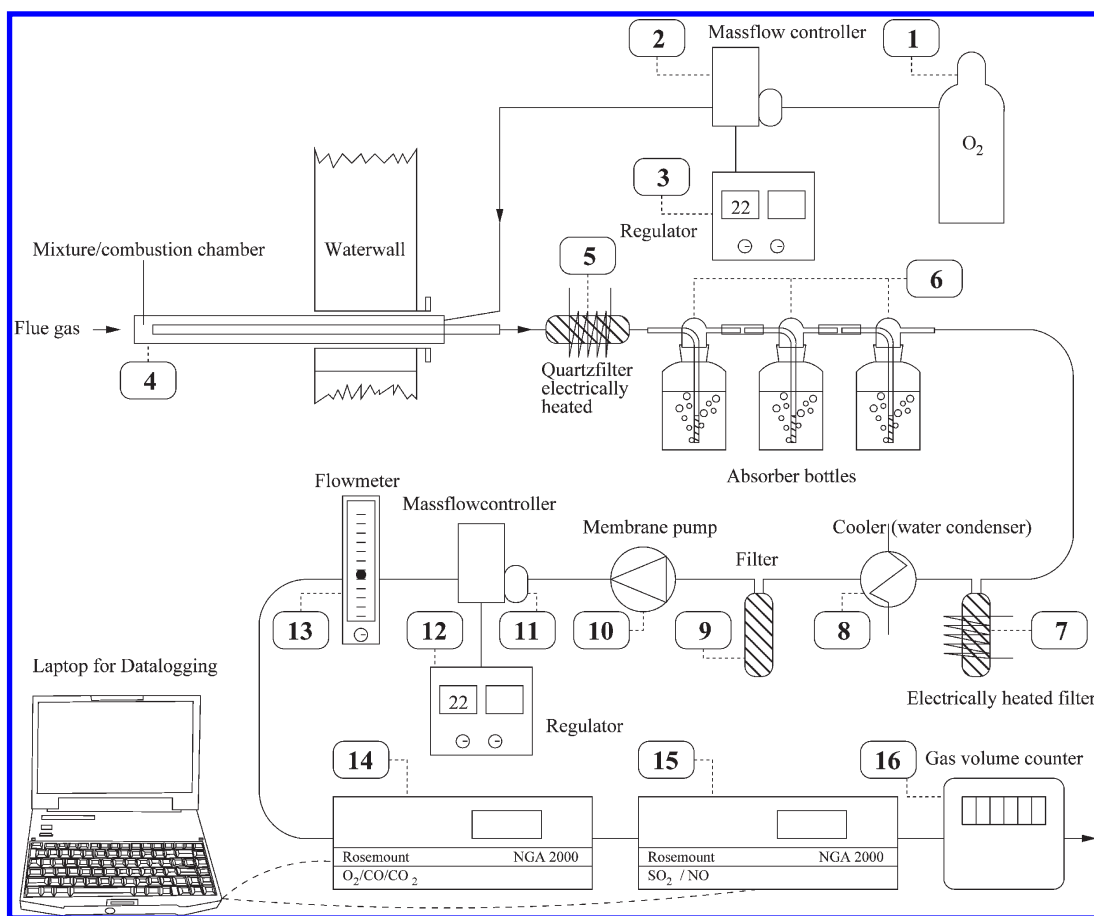 Massflow controller
2
1
O2
3
22
Regulator
Mixture/combustion chamber
Waterwall
5
6
Flue gas
4
Quartzfilter
electrically
heated
Absorber bottles
Flowmeter
Massflowcontroller
Membrane pump
Cooler (water condenser)
Filter
13
12
11
10
9
8
7
Laptop for Datalogging
22
Regulator
Electrically heated filter
14
15
16
Gas volume counter
Rosemount NGA 2000
O2/CO/CO2
Rosemount NGA 2000
SO2 / NO